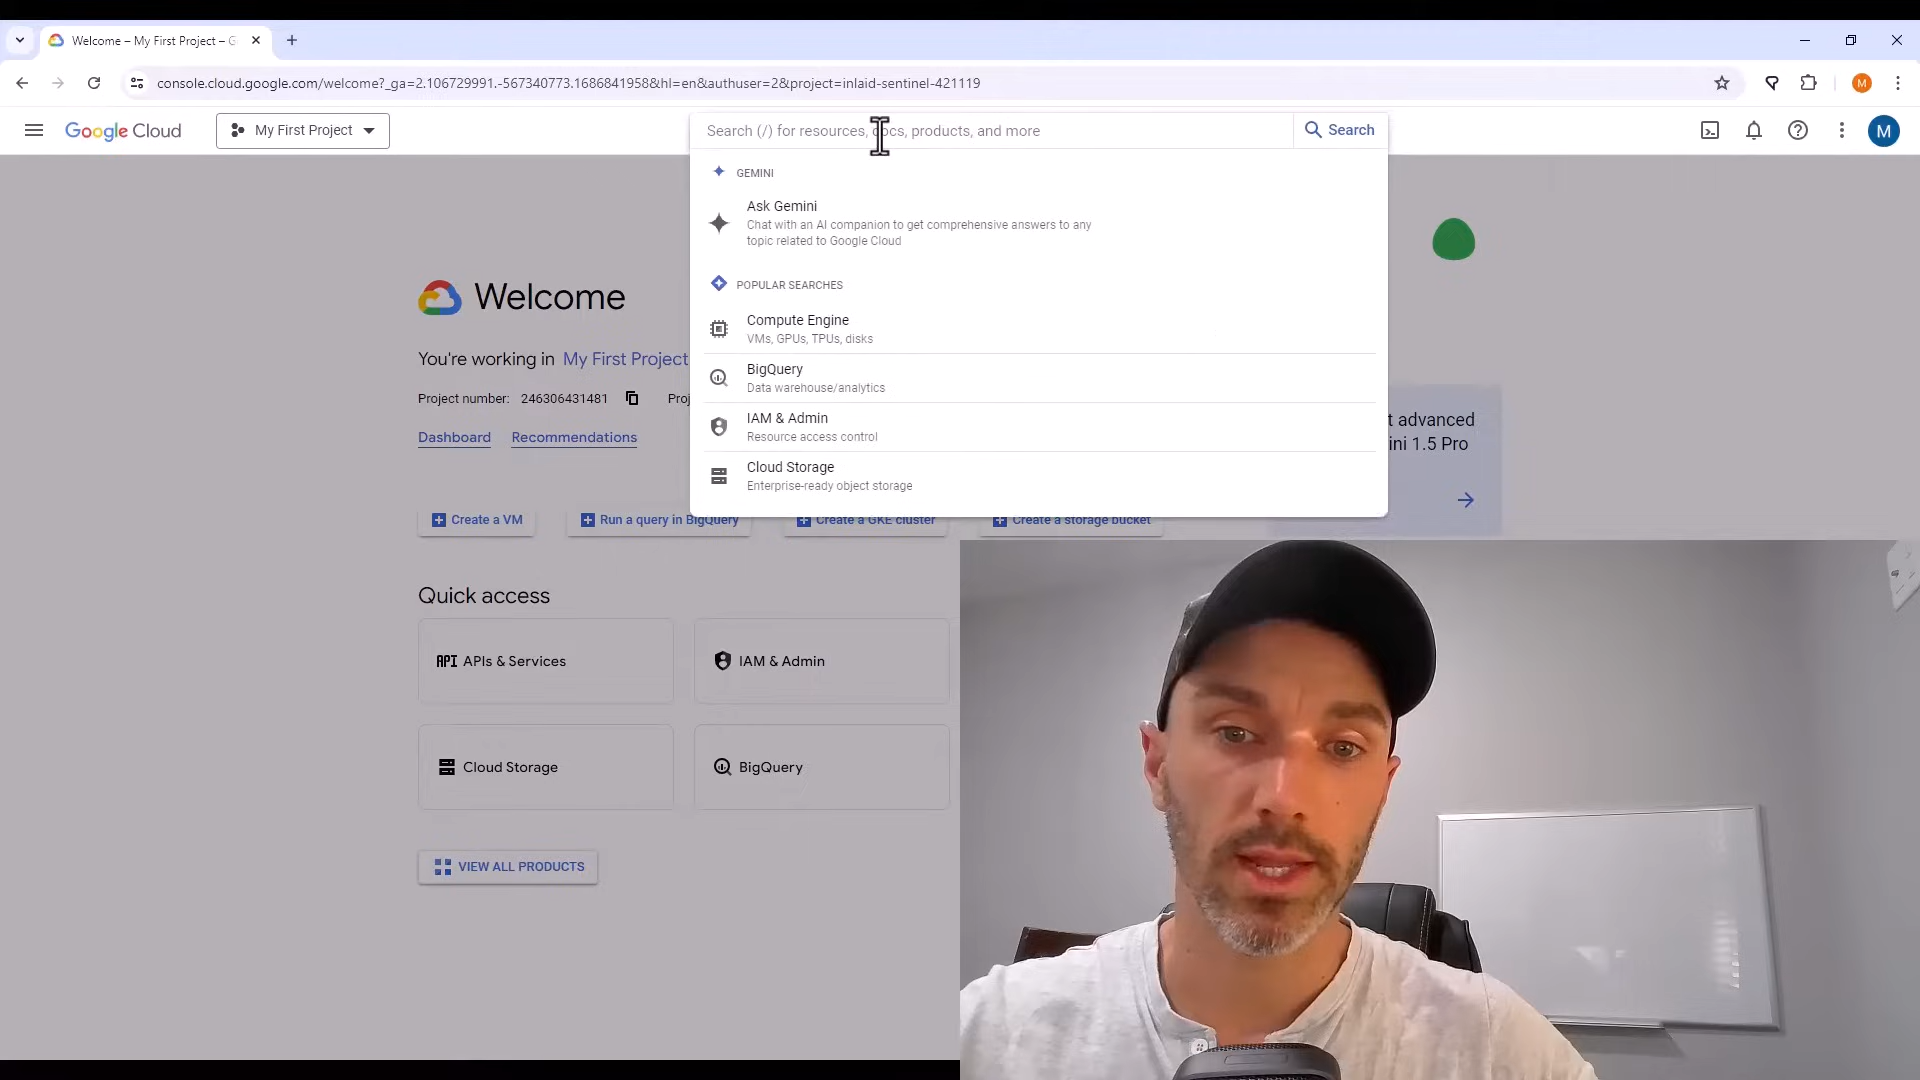 Welcome – My First Project – G
console.cloud.google.com/welcome?_ga=2.106729991.-567340773.1686841958&hl=en&authuser=2&project=inlaid-sentinel-421119
M
Google Cloud
My First Project
Search (/) for resources, docs, products, and more
Search
M
GEMINI
Ask Gemini
Chat with an AI companion to get comprehensive answers to any
topic related to Google Cloud
POPULAR SEARCHES
Compute Engine
VMs, GPUs, TPUs, disks
BigQuery
Data warehouse/analytics
IAM & Admin
Resource access control
Cloud Storage
Enterprise-ready object storage
Welcome
You're working in My First Project
Project number: 246306431481
Proj
Dashboard
Recommendations
t advanced
ini 1.5 Pro
Create a VM
Run a query in BigQuery
Create a GKE cluster
Create a storage bucket
Quick access
API APIs & Services
IAM & Admin
Cloud Storage
BigQuery
VIEW ALL PRODUCTS